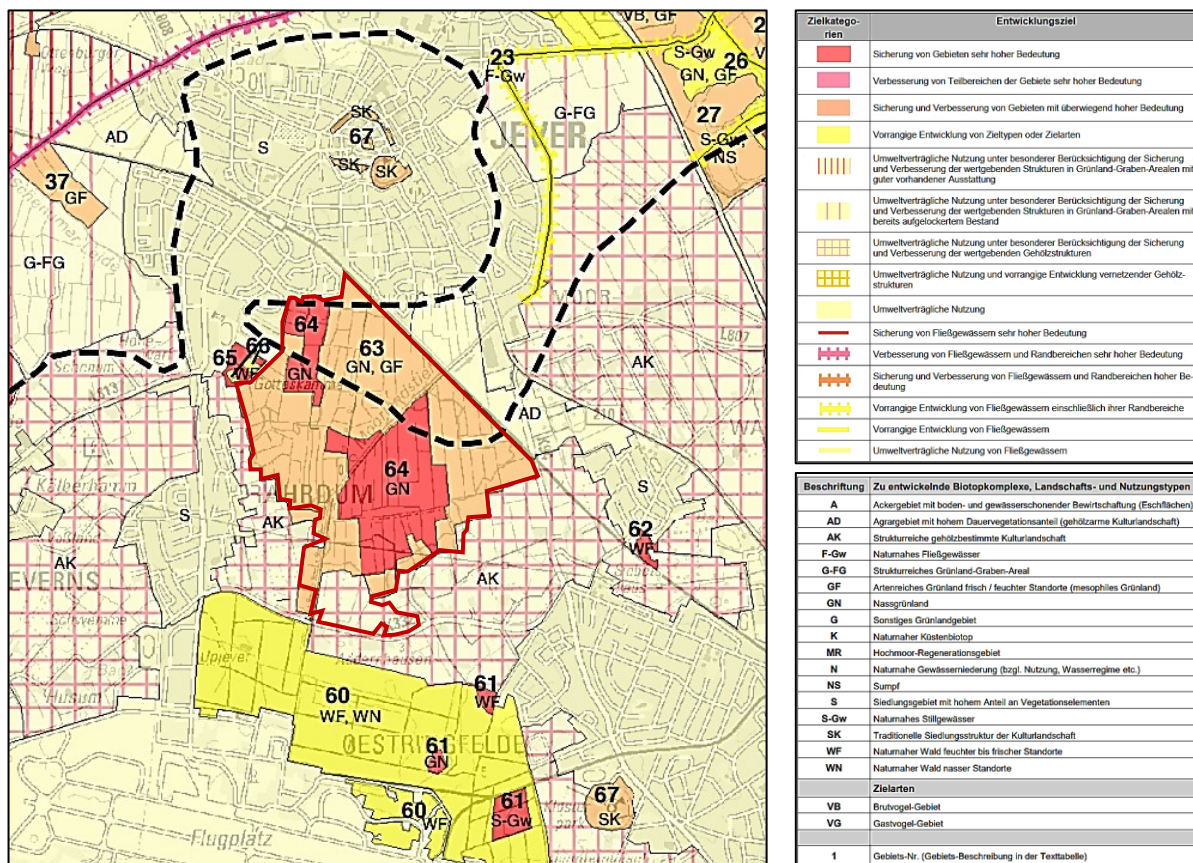 VB, GF
23
F-Gw
S-Gw
GN, GF
26
G-FG
27
S-Gw,
NS
AD
SK
67
SK
SK
S
JEVER
37
GF
G-FG
64
GN
63
GN, GF
65
66
WF
AK
AD
S
64
GN
AK
AK
S
62
WF
AK
60
WF, WN
61
WF
ŒSTRINGFELDE
61
GN
60
WF
61
S-Gw
67
SK
Upjever
Flugplatz
Zielkatego-
rien
Entwicklungsziel
Sicherung von Gebieten sehr hoher Bedeutung
Verbesserung von Teilbereichen der Gebiete sehr hoher Bedeutung
Sicherung und Verbesserung von Gebieten mit überwiegend hoher Bedeutung
Vorrangige Entwicklung von Zieltypen oder Zielarten
Umweltverträgliche Nutzung unter besonderer Berücksichtigung der Sicherung
und Verbesserung der wertgebenden Strukturen in Grünland-Graben-Arealen mit
guter vorhandener Ausstattung
Umweltverträgliche Nutzung unter besonderer Berücksichtigung der Sicherung
und Verbesserung der wertgebenden Strukturen in Grünland-Graben-Arealen mit
bereits aufgelockertem Bestand
Umweltverträgliche Nutzung unter besonderer Berücksichtigung der Sicherung
und Verbesserung der wertgebenden Gehölzstrukturen
Umweltverträgliche Nutzung und vorrangige Entwicklung vernetzender Gehölz-
strukturen
Umweltverträgliche Nutzung
Sicherung von Fließgewässern sehr hoher Bedeutung
Verbesserung von Fließgewässern und Randbereichen sehr hoher Bedeutung
Sicherung und Verbesserung von Fließgewässern und Randbereichen hoher Be-
deutung
Vorrangige Entwicklung von Fließgewässern einschließlich ihrer Randbereiche
Vorrangige Entwicklung von Fließgewässern
Umweltverträgliche Nutzung von Fließgewässern
Beschriftung Zu entwickelnde Biotopkomplexe, Landschafts- und Nutzungstypen
A Ackergebiet mit boden- und gewässerschonender Bewirtschaftung (Eschflächen)
AD Agrargebiet mit hohem Dauervegetationsanteil (gehölzarme Kulturlandschaft)
AK Strukturreiche gehölzbestimmte Kulturlandschaft
F-Gw Naturnahes Fließgewässer
G-FG Strukturreiches Grünland-Graben-Areal
GF Artenreiches Grünland frisch / feuchter Standorte (mesophiles Grünland)
GN Nassgrünland
G Sonstiges Grünlandgebiet
K Naturnaher Küstenbiotop
MR Hochmoor-Regenerationsgebiet
N Naturnahe Gewässerniederung (bzgl. Nutzung, Wasserregime etc.)
NS Sumpf
S Siedlungsgebiet mit hohem Anteil an Vegetationselementen
S-Gw Naturnahes Stillgewässer
SK Traditionelle Siedlungsstruktur der Kulturlandschaft
WF Naturnaher Wald feuchter bis frischer Standorte
WN Naturnaher Wald nasser Standorte
Zielarten
VB Brutvogel-Gebiet
VG Gastvogel-Gebiet
1 Gebiets-Nr. (Gebiets-Beschreibung in der Texttabelle)